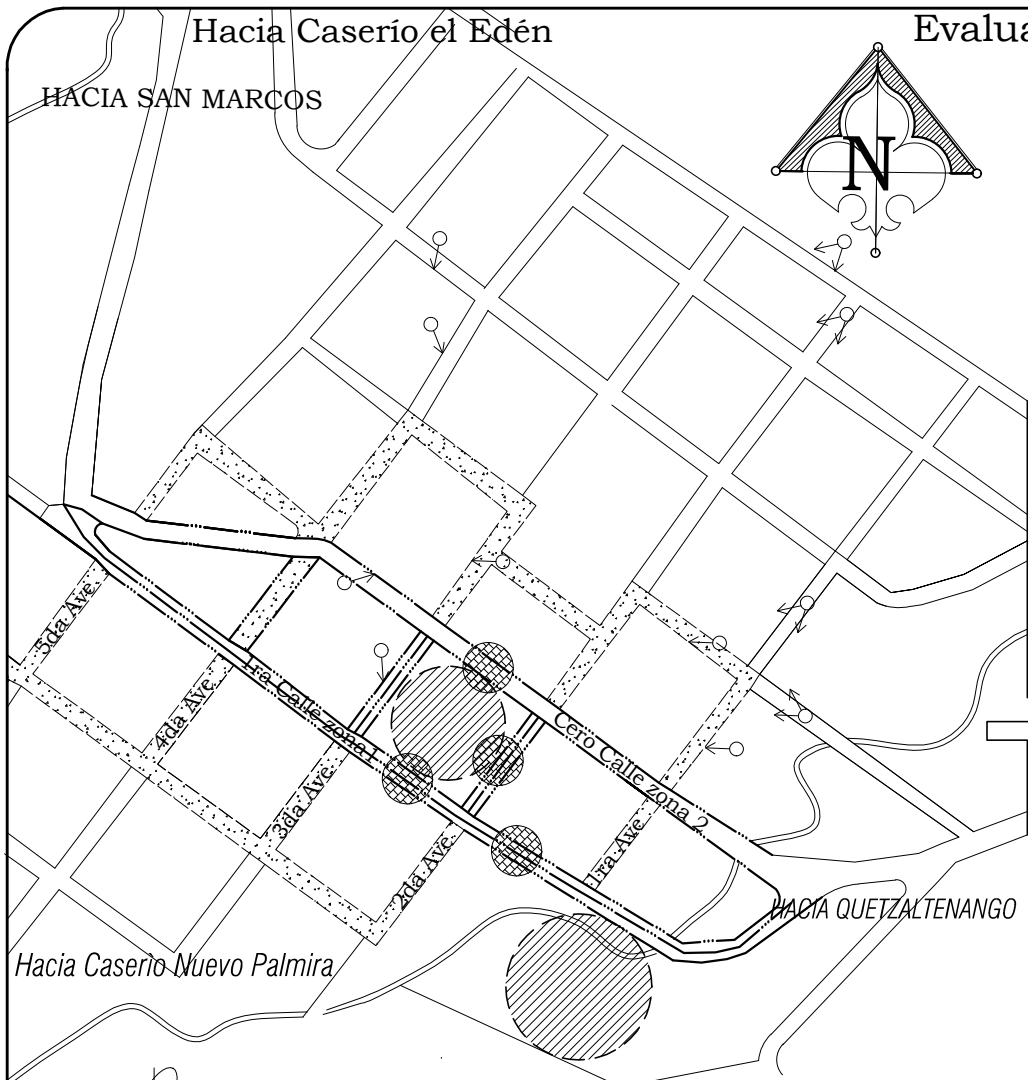 Hacia Caserío el Edén
Evalua
HACIA SAN MARCOS
N
5da Ave
4da Ave
1ra Calle zona 1
3da Ave
2da Ave
Cero Calle zona 2
1ra Ave
HACIA QUETZALTENANGO
Hacia Caserio Nuevo Palmira